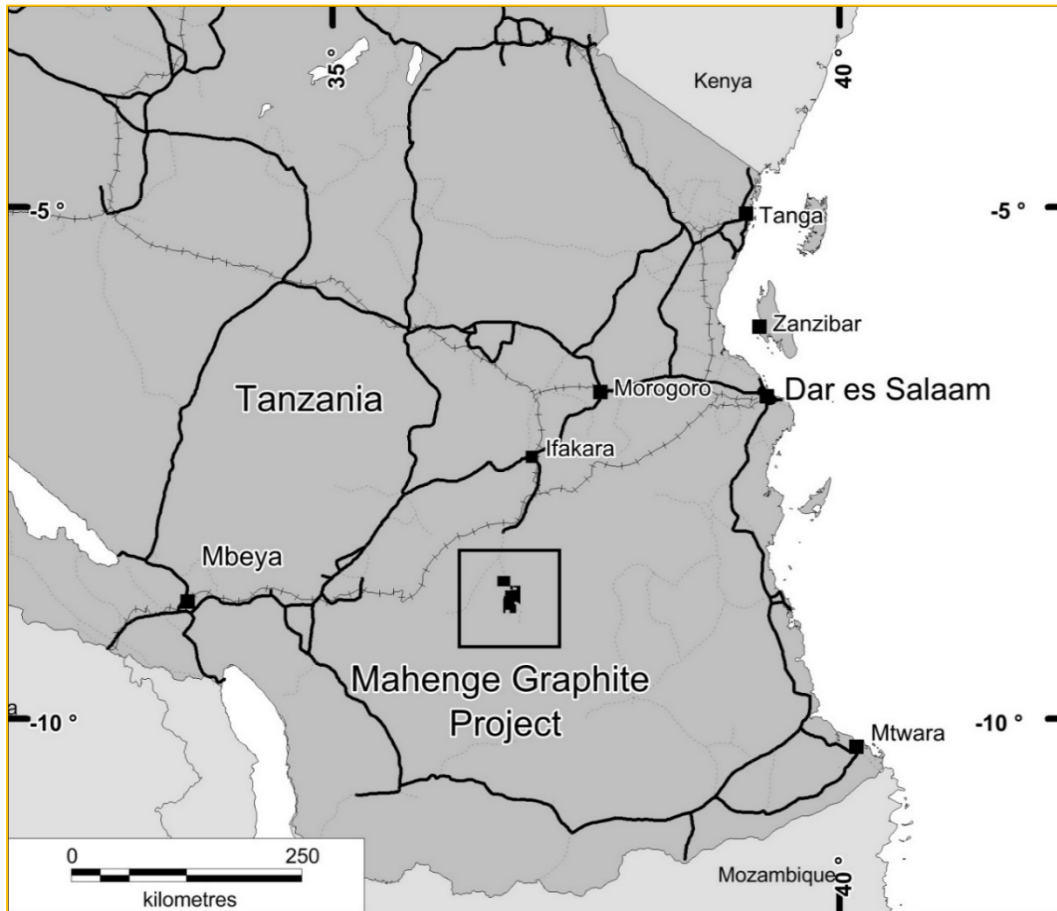 35 °
40 °
Kenya
-5 °
-5 °
Tanga
Zanzibar
Tanzania
Morogoro
Dar es Salaam
Ifakara
Mbeya
Mahenge Graphite
Project
a
-10 °
-10 °
Mtwara
0
250
kilometres
Mozambique
40 °